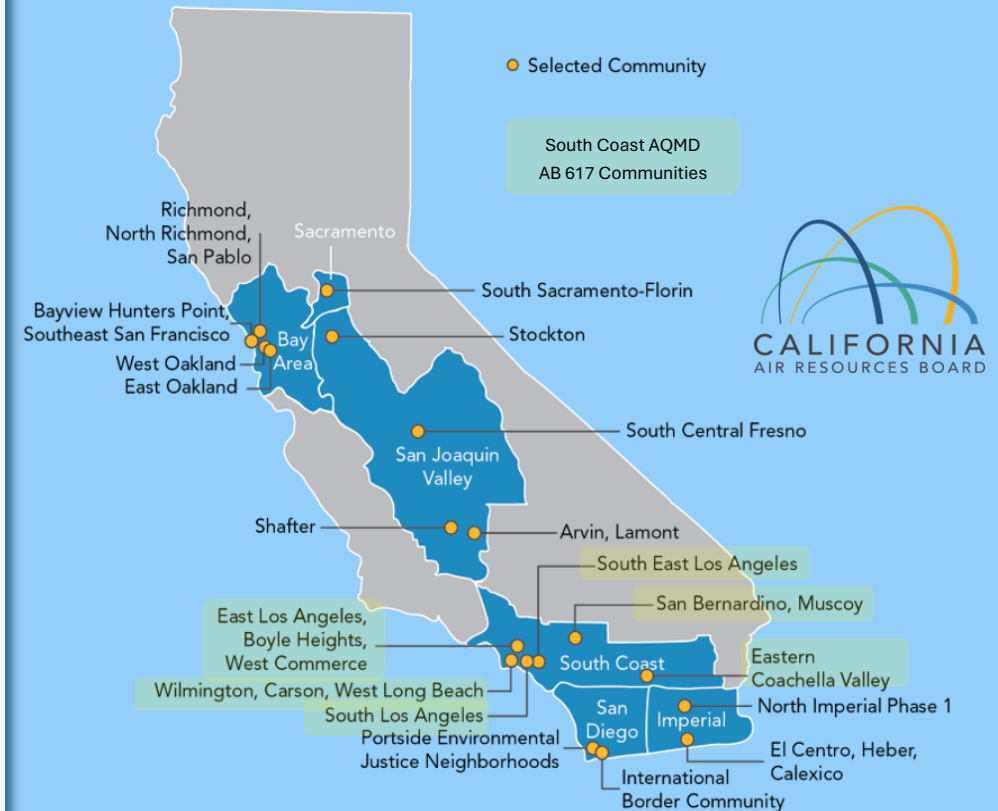 Selected Community
South Coast AQMD
AB 617 Communities
Richmond,
North Richmond,
San Pablo
Sacramento
CALIFORNIA
AIR RESOURCES BOARD
South Sacramento-Florin
Bayview Hunters Point,
Southeast San Francisco
Bay
Area
Stockton
West Oakland
East Oakland
South Central Fresno
San Joaquin
Valley
Shafter
Arvin, Lamont
South East Los Angeles
San Bernardino, Muscoy
East Los Angeles,
Boyle Heights,
West Commerce
South Coast
Eastern
Coachella Valley
Wilmington, Carson, West Long Beach
South Los Angeles
San
Diego
Imperial
North Imperial Phase 1
Portside Environmental
Justice Neighborhoods
El Centro, Heber,
Calexico
International
Border Community